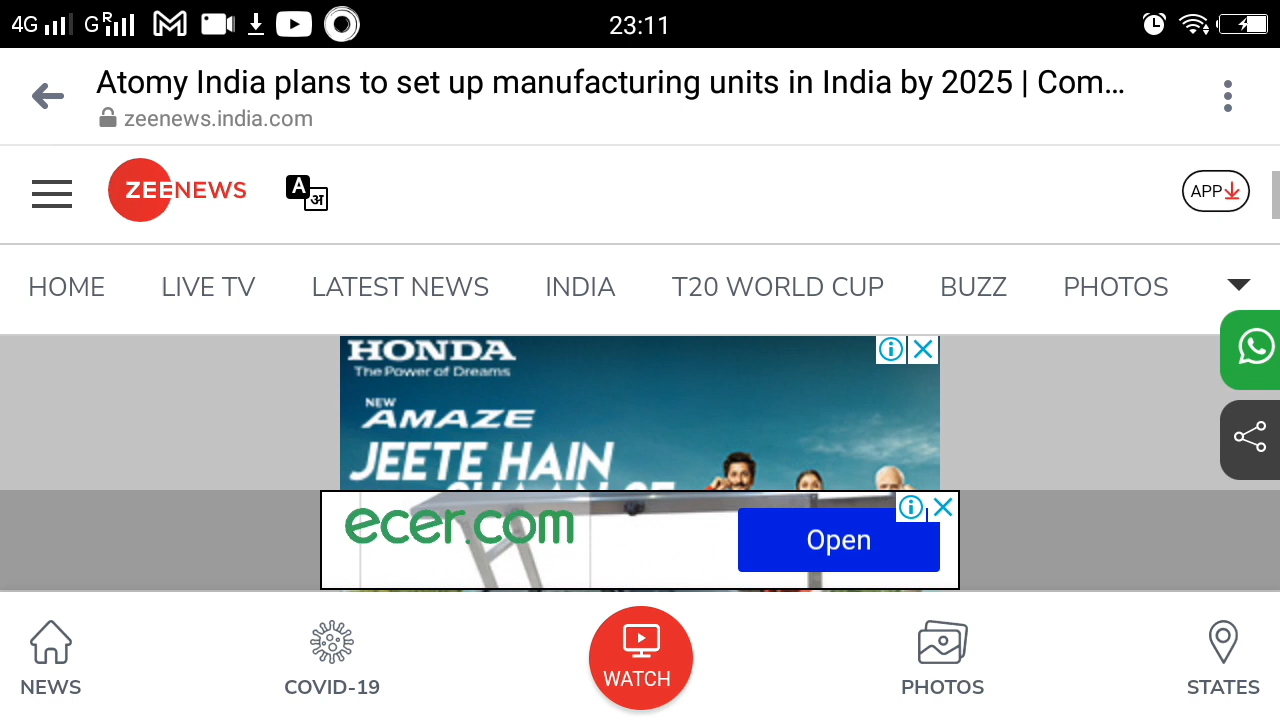 4G G R 23:11
Atomy India plans to set up manufacturing units in India by 2025 | Com...
zeenews.india.com
ZEENEWS A अ APP
HOME LIVE TV LATEST NEWS INDIA T20 WORLD CUP BUZZ PHOTOS
HONDA
The Power of Dreams
NEW
AMAZE
JEETE HAIN
ecer.com Open
WATCH
NEWS COVID-19 PHOTOS STATES